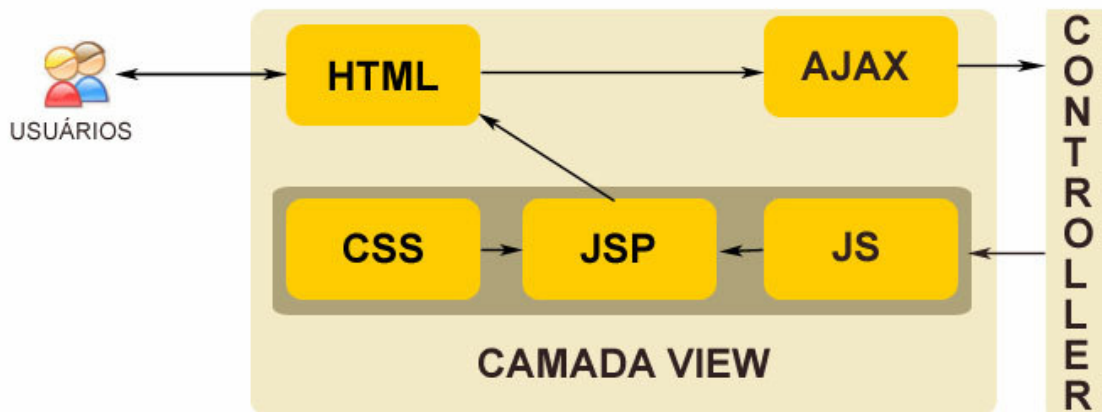 USUÁRIOS
HTML
AJAX
CSS
JSP
JS
CAMADA VIEW
CONTROLLER